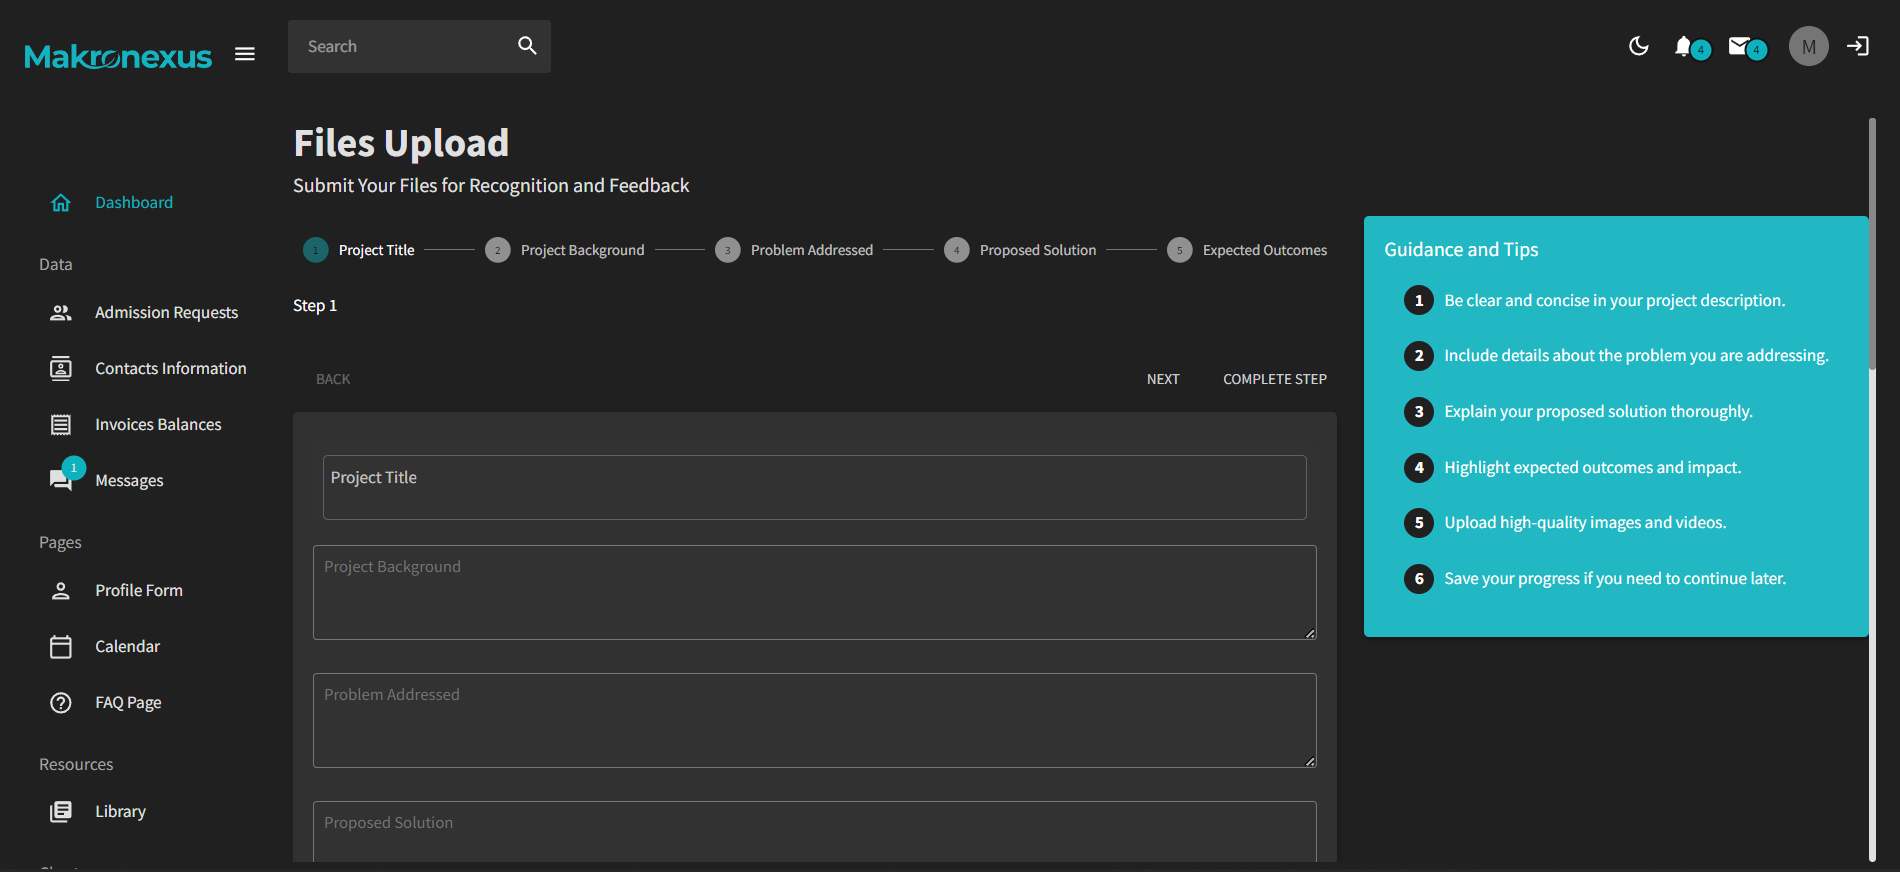 Makronexus
Search
4
4
M
Files Upload
Submit Your Files for Recognition and Feedback
Dashboard
Data
Admission Requests
Contacts Information
Invoices Balances
1
Messages
Pages
Profile Form
Calendar
FAQ Page
Resources
Library
1 Project Title
2 Project Background
3 Problem Addressed
4 Proposed Solution
5 Expected Outcomes
Step 1
BACK
NEXT
COMPLETE STEP
Project Title
Project Background
Problem Addressed
Proposed Solution
Guidance and Tips
1 Be clear and concise in your project description.
2 Include details about the problem you are addressing.
3 Explain your proposed solution thoroughly.
4 Highlight expected outcomes and impact.
5 Upload high-quality images and videos.
6 Save your progress if you need to continue later.